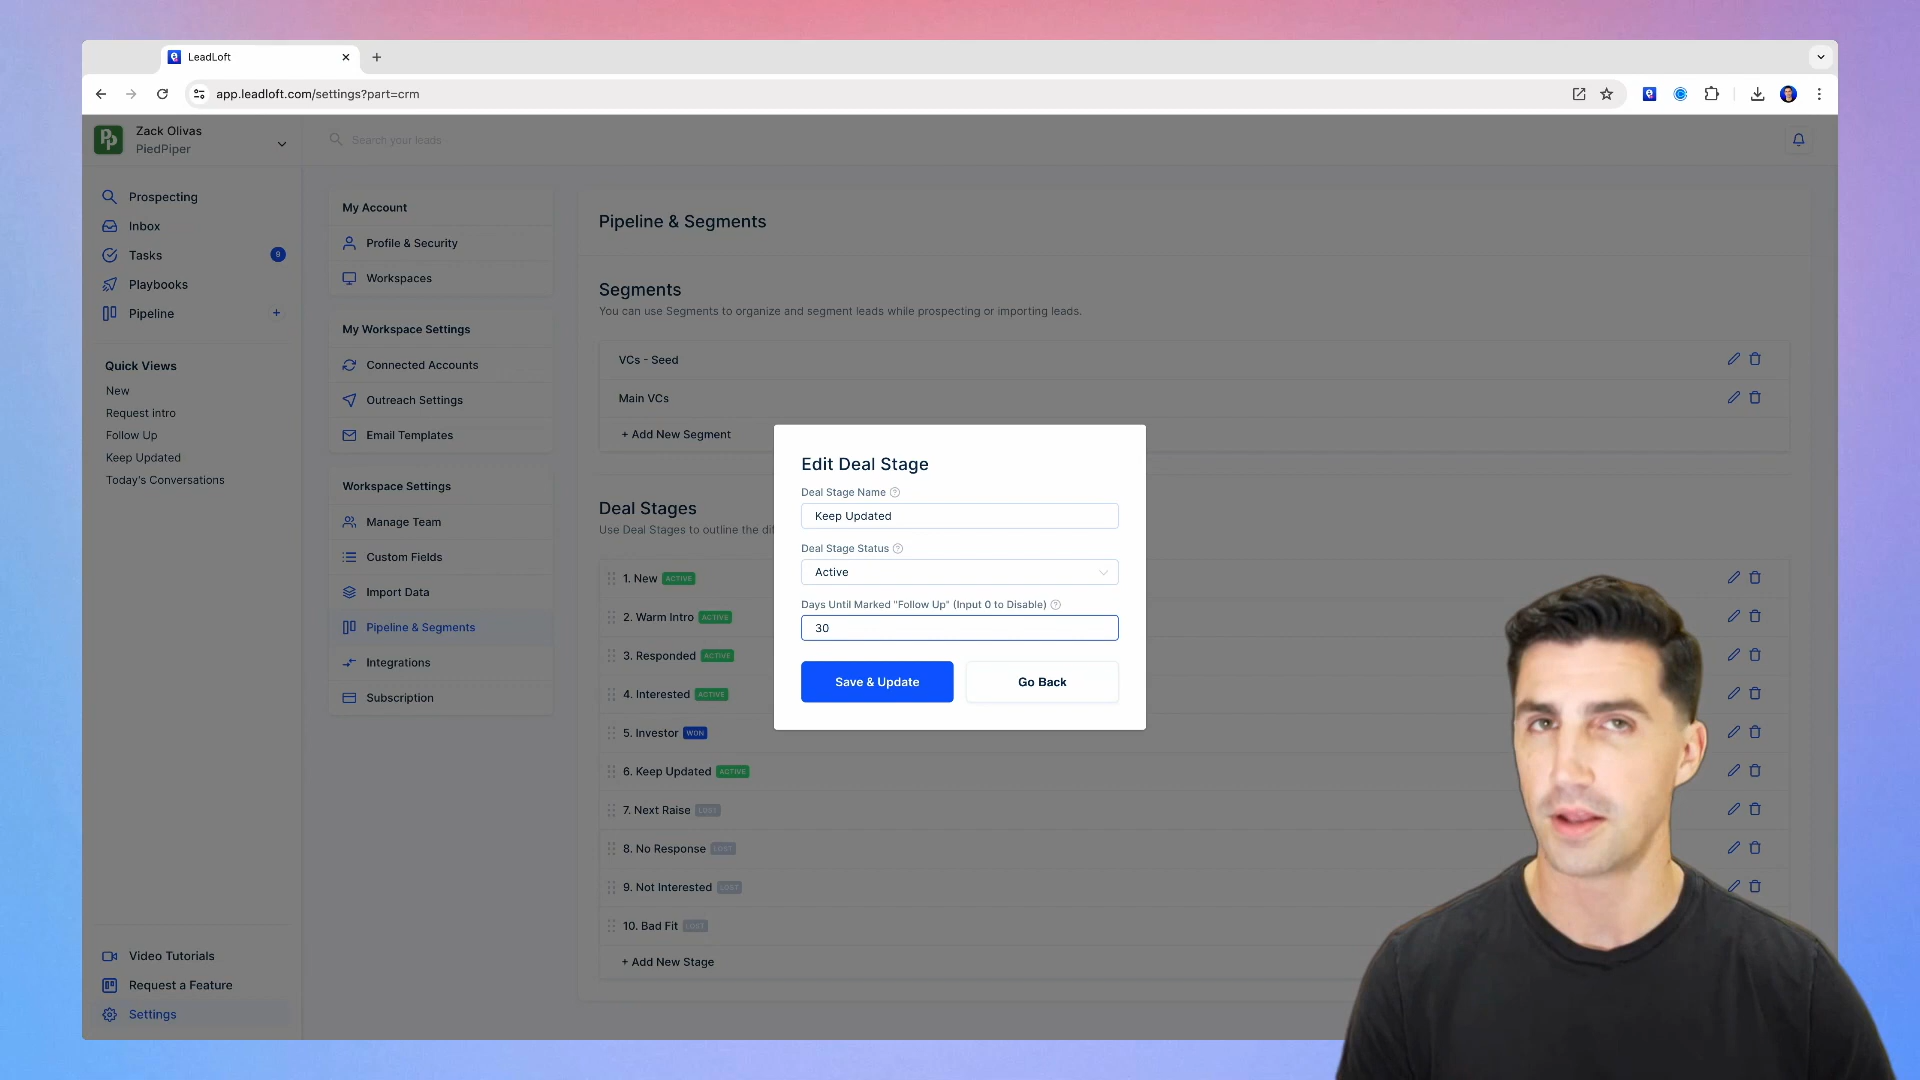 LeadLoft
app.leadloft.com/settings?part=crm
Zack Olivas
PiedPiper
Search your leads
Prospecting
Inbox
Tasks 9
Playbooks
Pipeline +
Quick Views
New
Request intro
Follow Up
Keep Updated
Today's Conversations
Video Tutorials
Request a Feature
Settings
My Account
Profile & Security
Workspaces
My Workspace Settings
Connected Accounts
Outreach Settings
Email Templates
Workspace Settings
Manage Team
Custom Fields
Import Data
Pipeline & Segments
Integrations
Subscription
Pipeline & Segments
Segments
You can use Segments to organize and segment leads while prospecting or importing leads.
VCs - Seed
Main VCs
+ Add New Segment
Deal Stages
Use Deal Stages to outline the di
1. New ACTIVE
2. Warm Intro ACTIVE
3. Responded ACTIVE
4. Interested ACTIVE
5. Investor WON
6. Keep Updated ACTIVE
7. Next Raise LOST
8. No Response LOST
9. Not Interested LOST
10. Bad Fit LOST
+ Add New Stage
Edit Deal Stage
Deal Stage Name
Keep Updated
Deal Stage Status
Active
Days Until Marked "Follow Up" (Input 0 to Disable)
30
Save & Update
Go Back